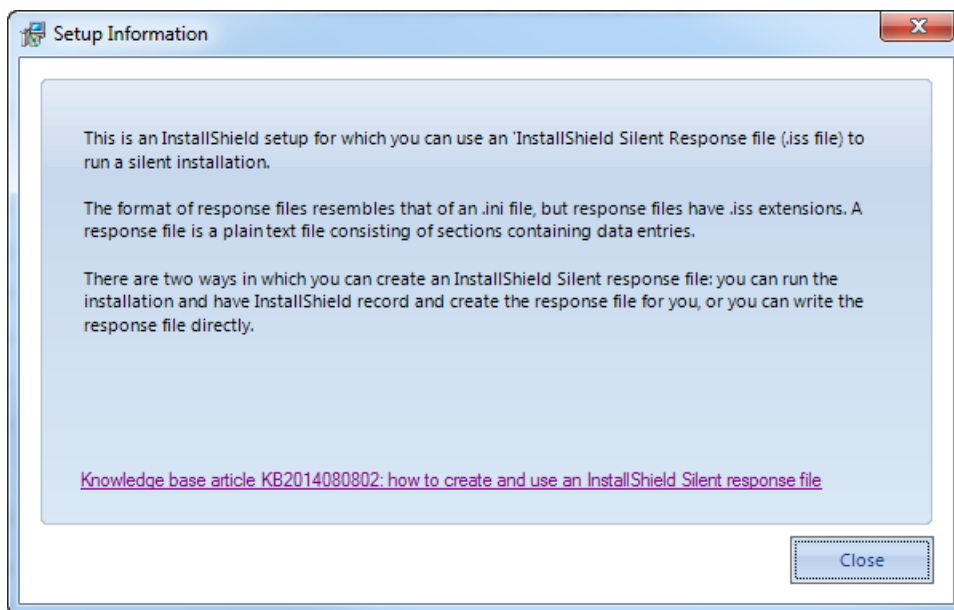 Setup Information
This is an InstallShield setup for which you can use an 'InstallShield Silent Response file (.iss file) to
run a silent installation.
The format of response files resembles that of an .ini file, but response files have .iss extensions. A
response file is a plain text file consisting of sections containing data entries.
There are two ways in which you can create an InstallShield Silent response file: you can run the
installation and have InstallShield record and create the response file for you, or you can write the
response file directly.
Knowledge base article KB2014080802: how to create and use an InstallShield Silent response file
Close